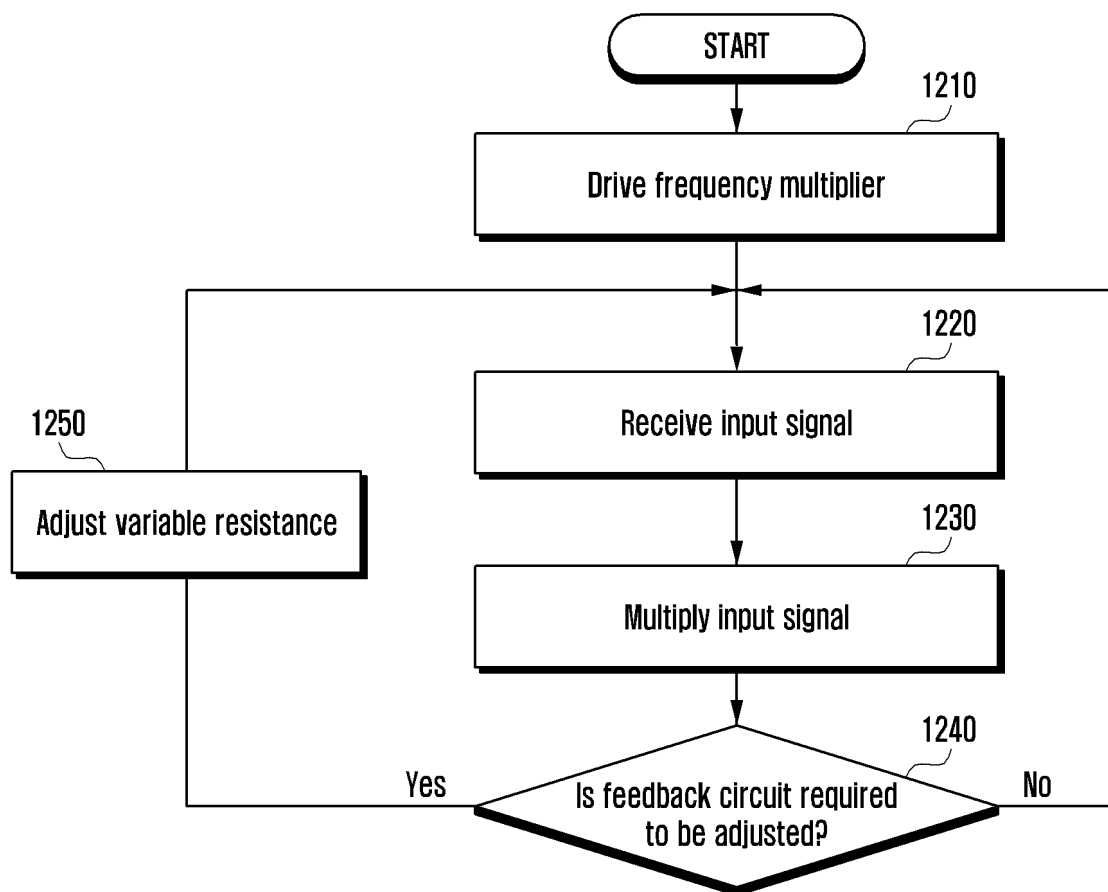 START
1210
Drive frequency multiplier
1220
Receive input signal
1250
Adjust variable resistance
1230
Multiply input signal
1240
Yes
Is feedback circuit required
to be adjusted?
No